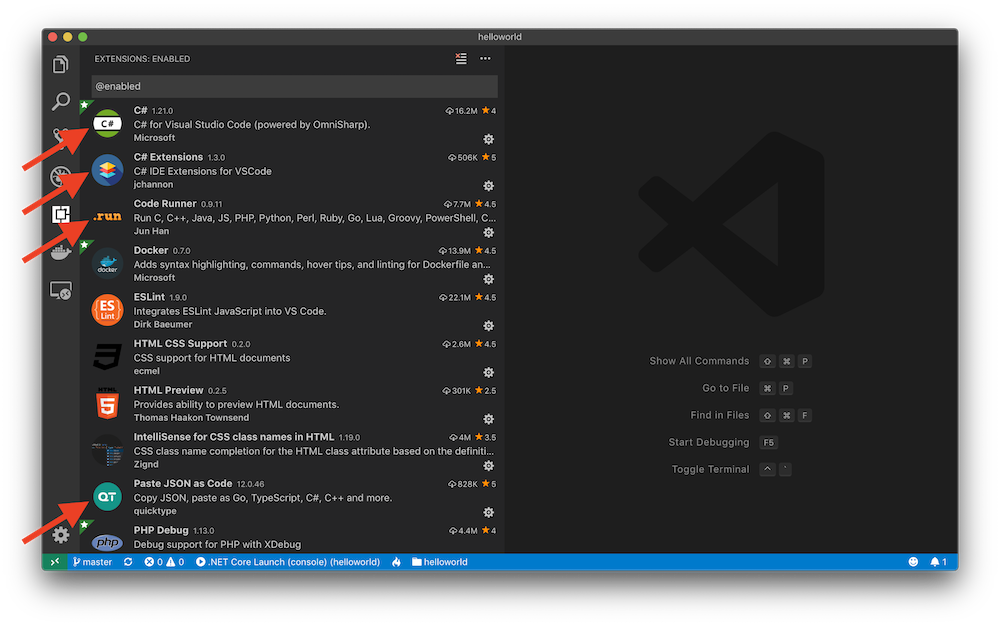 helloworld
EXTENSIONS: ENABLED
@enabled
C# 1.21.0 16.2M 4
C#
C# for Visual Studio Code (powered by OmniSharp).
Microsoft
C# Extensions 1.3.0 506K 5
C# IDE Extensions for VSCode
jchannon
Code Runner 0.9.11 7.7M 4.5
.run
Run C, C++, Java, JS, PHP, Python, Perl, Ruby, Go, Lua, Groovy, PowerShell, C...
Jun Han
Docker 0.7.0 13.9M 4.5
docker
Adds syntax highlighting, commands, hover tips, and linting for Dockerfile an...
Microsoft
ESLint 1.9.0 22.1M 4.5
ES
Lint
Integrates ESLint JavaScript into VS Code.
Dirk Baeumer
HTML CSS Support 0.2.0 2.6M 4.5
CSS support for HTML documents
ecmel
HTML Preview 0.2.5 301K 2.5
HTML
5
Provides ability to preview HTML documents.
Thomas Haakon Townsend
IntelliSense for CSS class names in HTML 1.19.0 4M 3.5
CSS class name completion for the HTML class attribute based on the definiti...
Zignd
Paste JSON as Code 12.0.46 828K 5
QT
Copy JSON, paste as Go, TypeScript, C#, C++ and more.
quicktype
PHP Debug 1.13.0 4.4M 4
php
Debug support for PHP with XDebug
Show All Commands ⇧ ⌘ P
Go to File ⌘ P
Find in Files ⇧ ⌘ F
Start Debugging F5
Toggle Terminal ^ `
master 0 0 .NET Core Launch (console) (helloworld) helloworld 1